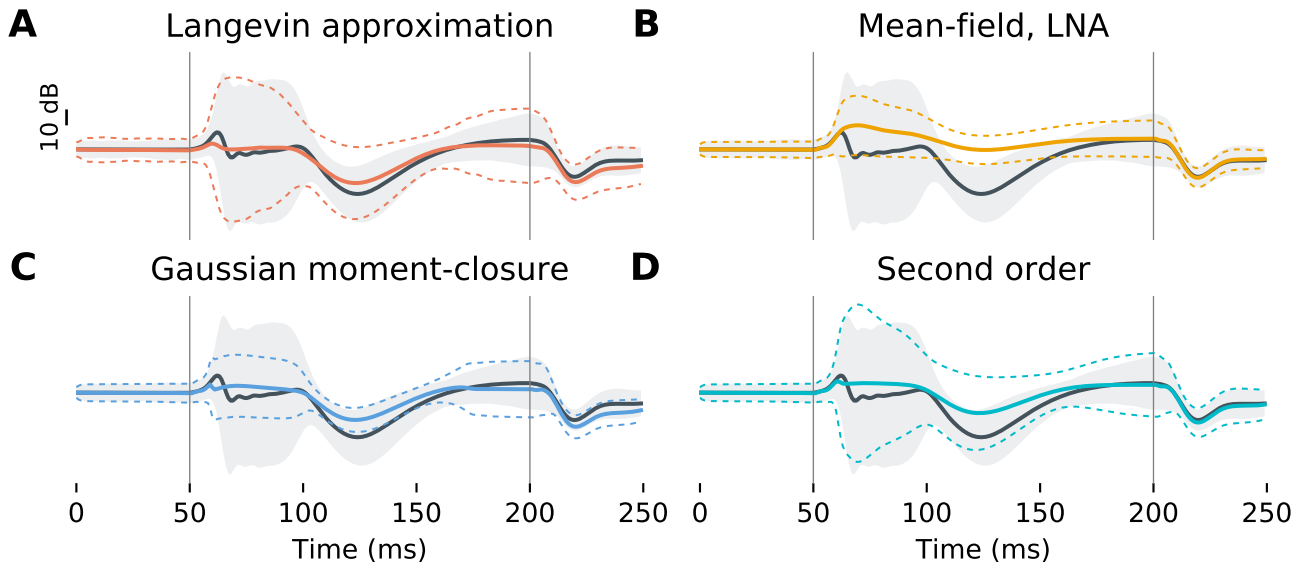 A Langevin approximation
B Mean-field, LNA
10 dB
C Gaussian moment-closure
D Second order
0 50 100 150 200 250
0 50 100 150 200 250
Time (ms)
Time (ms)